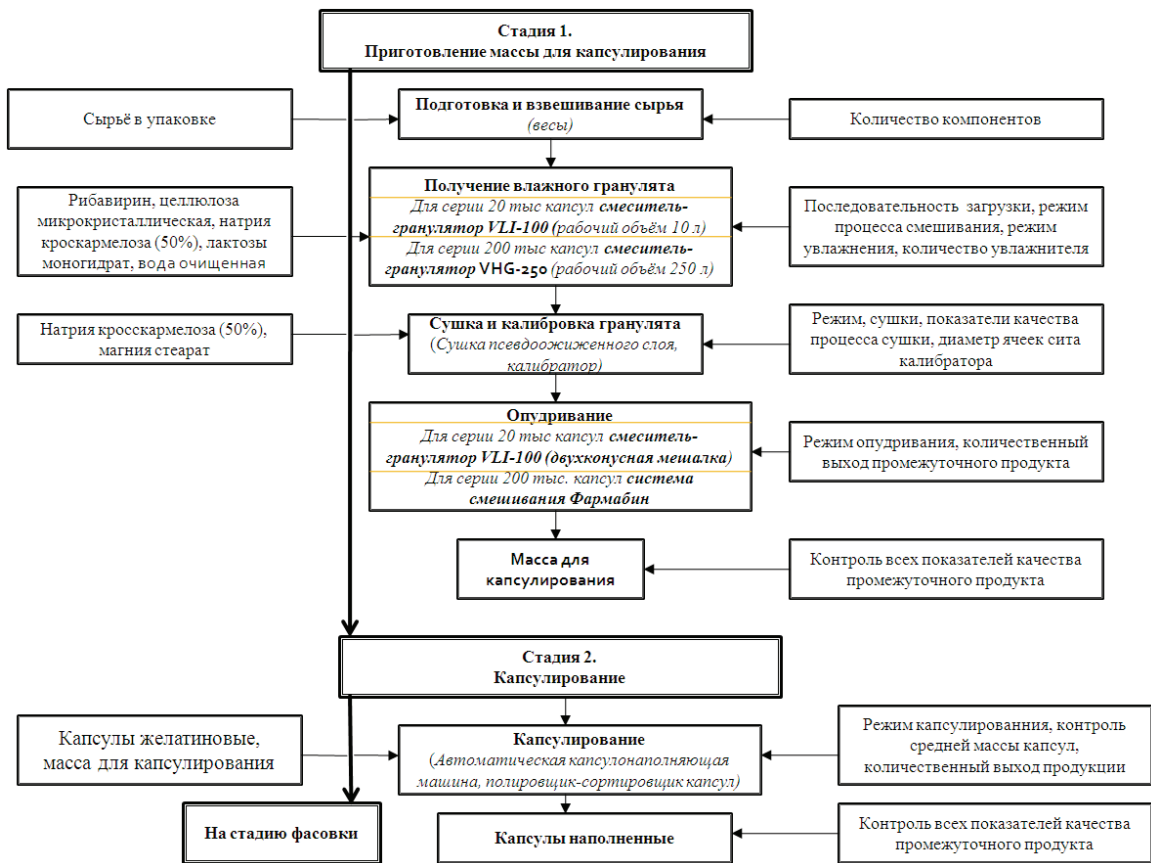 Стадия 1.
Приготовление массы для капсулирования
Сырьё в упаковке
Подготовка и взвешивание сырья
(весы)
Количество компонентов
Рибавирин, целлюлоза
микрокристаллическая, натрия
кроскармелоза (50%), лактозы
моногидрат, вода очищенная
Получение влажного гранулята
Для серии 20 тыс капсул смеситель-
гранулятор VLI-100 (рабочий объём 10 л)
Для серии 200 тыс капсул смеситель-
гранулятор VHG-250 (рабочий объём 250 л)
Последовательность загрузки, режим
процесса смешивания, режим
увлажнения, количество увлажнителя
Натрия кросскармелоза (50%),
магния стеарат
Сушка и калибровка гранулята
(Сушка псевдоожиженного слоя,
калибратор)
Режим, сушки, показатели качества
процесса сушки, диаметр ячеек сита
калибратора
Опудривание
Для серии 20 тыс капсул смеситель-
гранулятор VLI-100 (двухконусная мешалка)
Для серии 200 тыс. капсул система
смешивания Фармабин
Режим опудривания, количественный
выход промежуточного продукта
Масса для
капсулирования
Контроль всех показателей качества
промежуточного продукта
Стадия 2.
Капсулирование
Капсулы желатиновые,
масса для капсулирования
Капсулирование
(Автоматическая капсулонаполняющая
машина, полировщик-сортировщик капсул)
Режим капсулированния, контроль
средней массы капсул,
количественный выход продукции
На стадию фасовки
Капсулы наполненные
Контроль всех показателей качества
промежуточного продукта